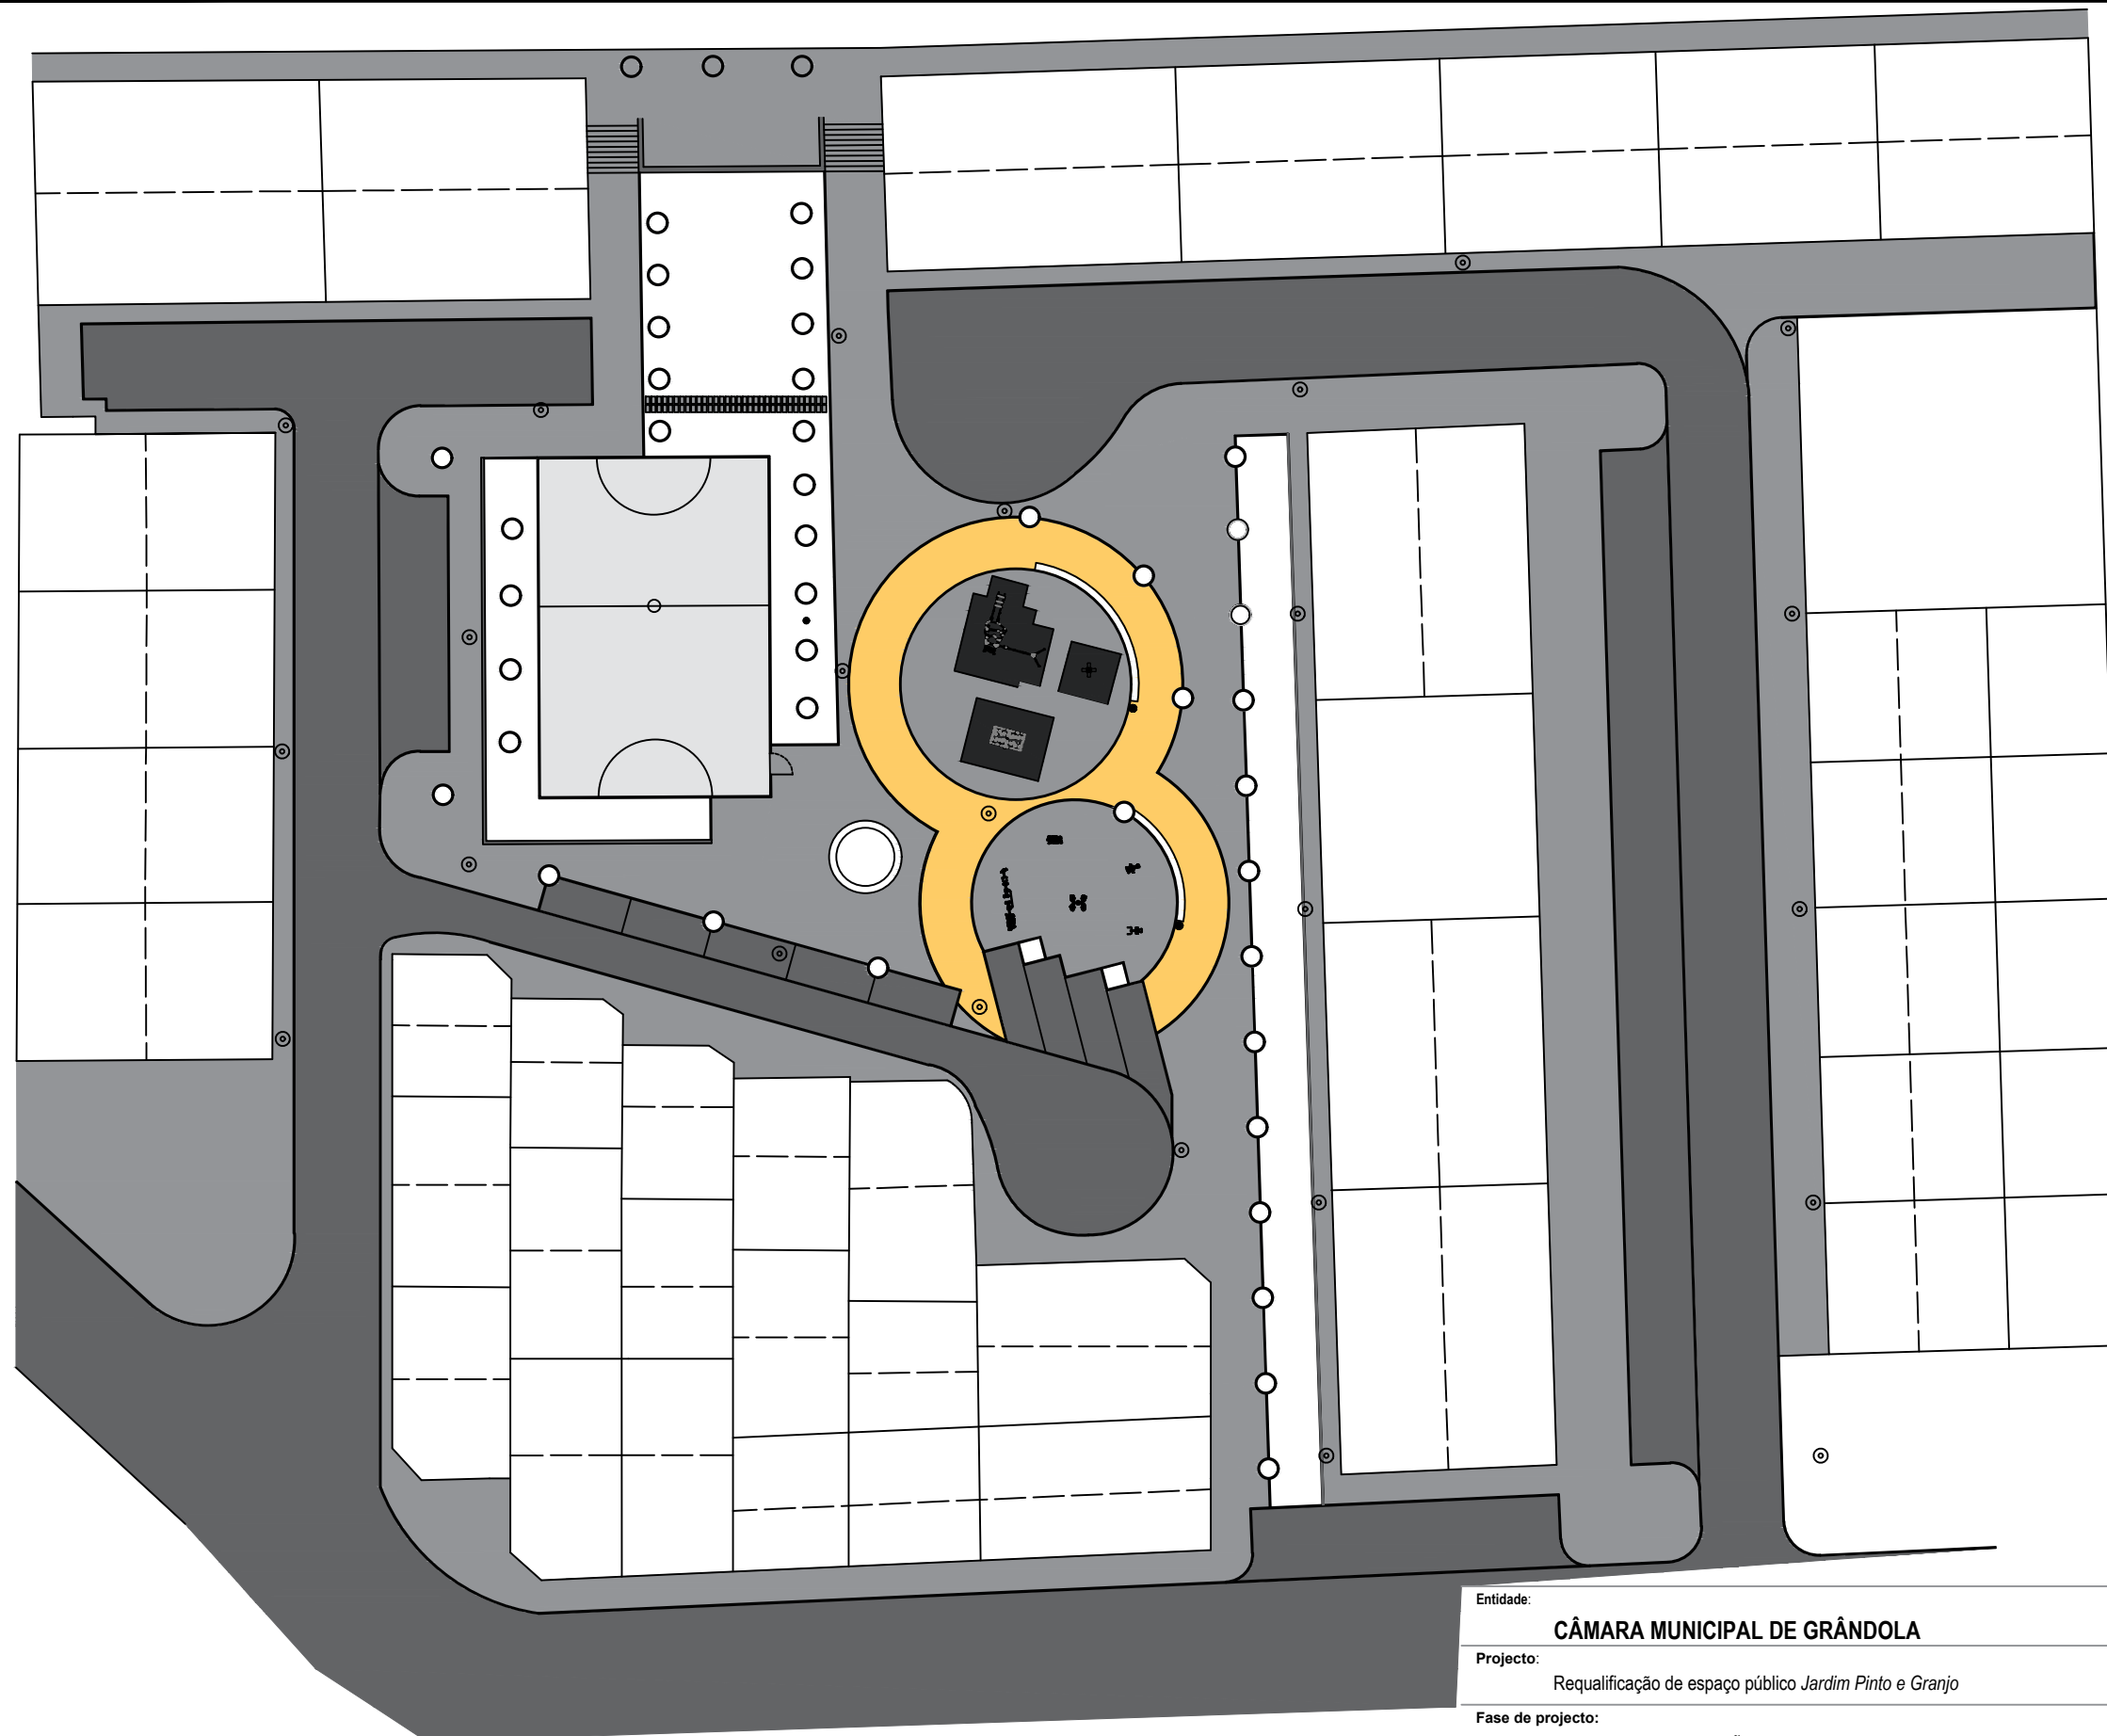 Entidade:
CÂMARA MUNICIPAL DE GRÂNDOLA
Projecto:
Requalificação de espaço público Jardim Pinto e Granjo
Fase de projecto: